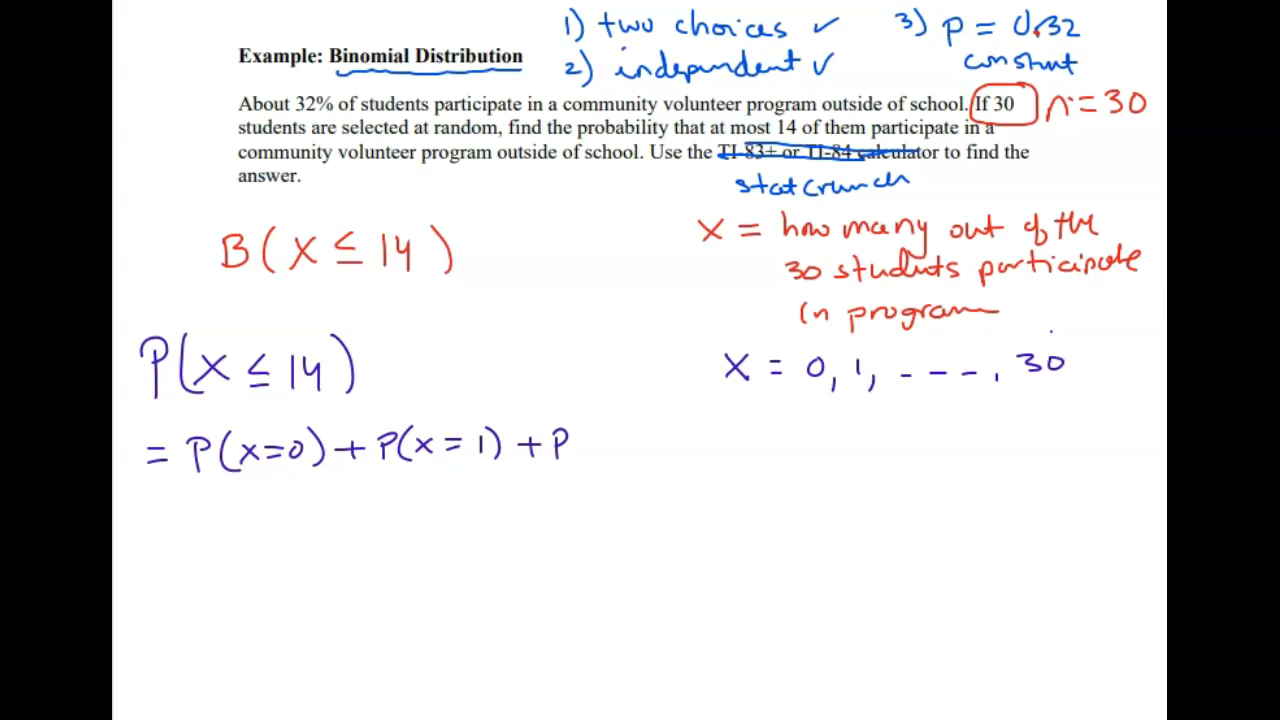 1) two choices ✓ 3) p = 0.32
Example: Binomial Distribution
2) independent ✓ constant
About 32% of students participate in a community volunteer program outside of school. If 30 n = 30
students are selected at random, find the probability that at most 14 of them participate in a
community volunteer program outside of school. Use the TI-83+ or TI-84 calculator to find the
answer.
statcrunch
B(x ≤ 14)
x = how many out of the
30 students participate
in program
P(x ≤ 14)
x = 0, 1, - - - -, 30
= P(x=0) + P(x=1) + P